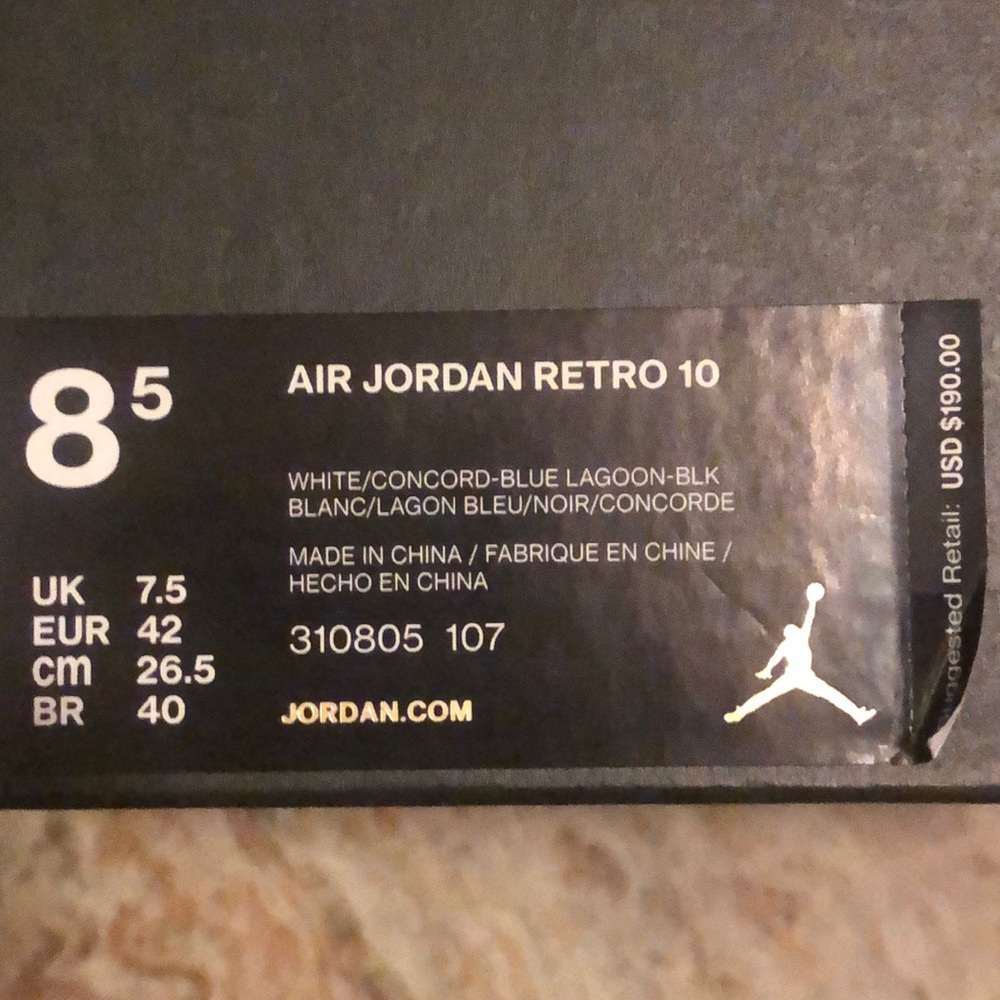 8 5
AIR JORDAN RETRO 10
WHITE/CONCORD-BLUE LAGOON-BLK
BLANC/LAGON BLEU/NOIR/CONCORDE
MADE IN CHINA / FABRIQUE EN CHINE /
HECHO EN CHINA
UK 7.5
EUR 42
cm 26.5
BR 40
310805 107
JORDAN.COM
Retail: USD $190.00